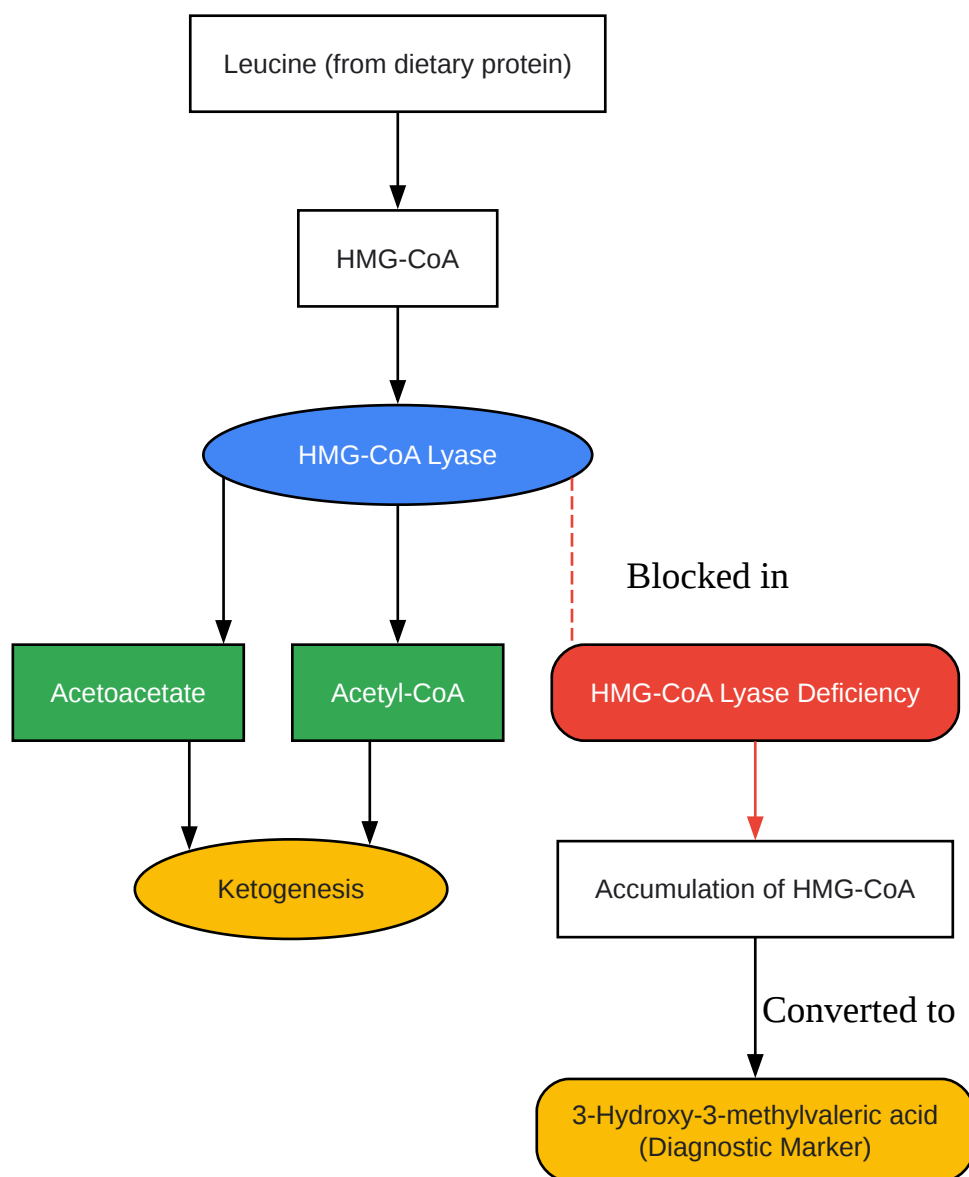 Leucine (from dietary protein)
HMG-CoA
HMG-CoA Lyase
Blocked in
Acetoacetate
Acetyl-CoA
HMG-CoA Lyase Deficiency
Ketogenesis
Accumulation of HMG-CoA
Converted to
3-Hydroxy-3-methylvaleric acid
(Diagnostic Marker)